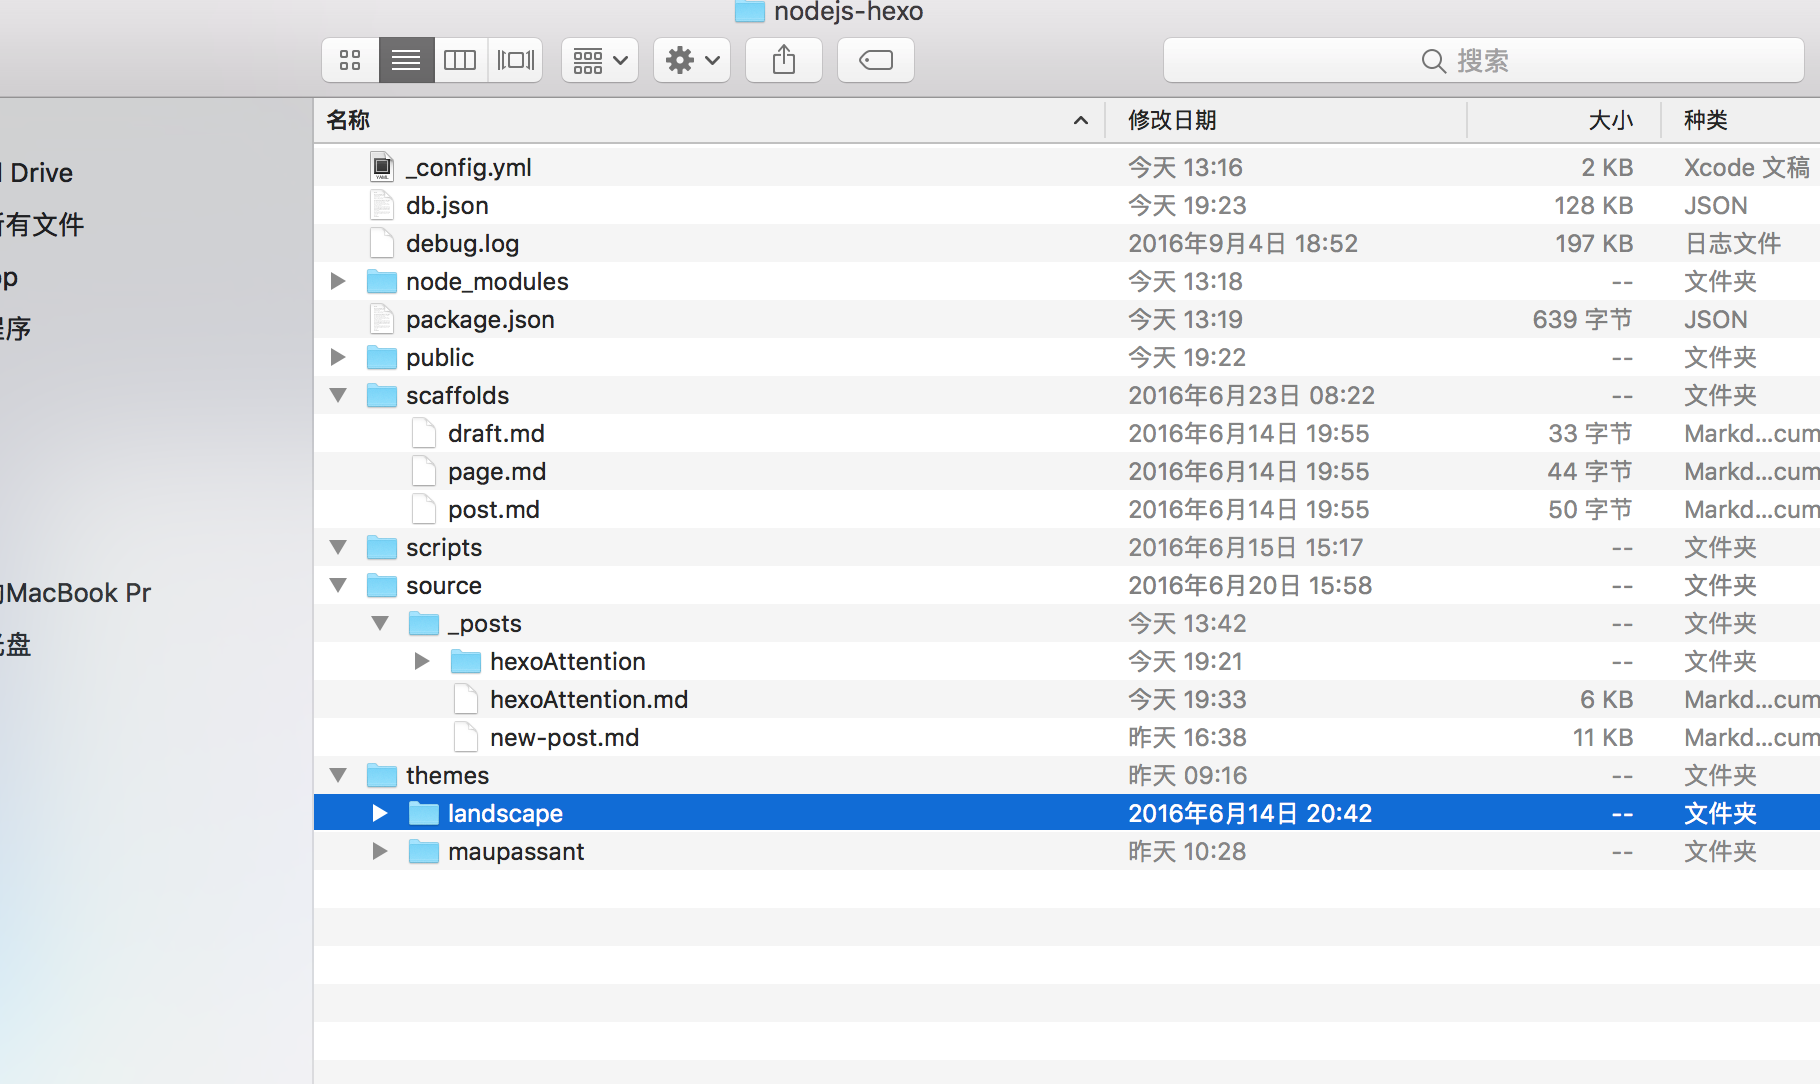 nodejs-hexo
搜索
名称 修改日期 大小 种类
Drive
有文件
序
MacBook Pr
盘
_config.yml 今天 13:16 2 KB Xcode 文稿
db.json 今天 19:23 128 KB JSON
debug.log 2016年9月4日 18:52 197 KB 日志文件
node_modules 今天 13:18 -- 文件夹
package.json 今天 13:19 639 字节 JSON
public 今天 19:22 -- 文件夹
scaffolds 2016年6月23日 08:22 -- 文件夹
draft.md 2016年6月14日 19:55 33 字节 Markd...cum
page.md 2016年6月14日 19:55 44 字节 Markd...cum
post.md 2016年6月14日 19:55 50 字节 Markd...cum
scripts 2016年6月15日 15:17 -- 文件夹
source 2016年6月20日 15:58 -- 文件夹
_posts 今天 13:42 -- 文件夹
hexoAttention 今天 19:21 -- 文件夹
hexoAttention.md 今天 19:33 6 KB Markd...cum
new-post.md 昨天 16:38 11 KB Markd...cum
themes 昨天 09:16 -- 文件夹
landscape 2016年6月14日 20:42 -- 文件夹
maupassant 昨天 10:28 -- 文件夹